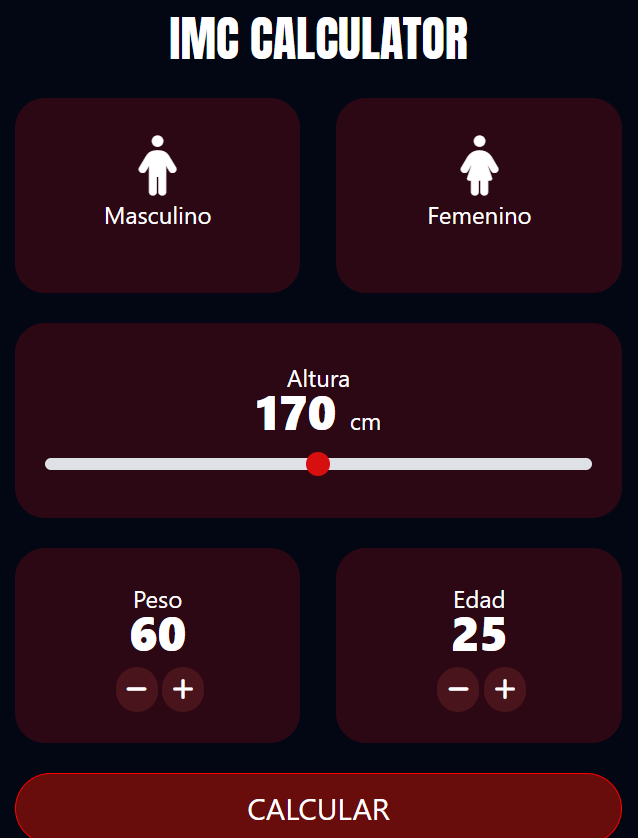 IMC CALCULATOR
Masculino
Femenino
Altura
170 cm
Peso
60
− +
Edad
25
− +
CALCULAR